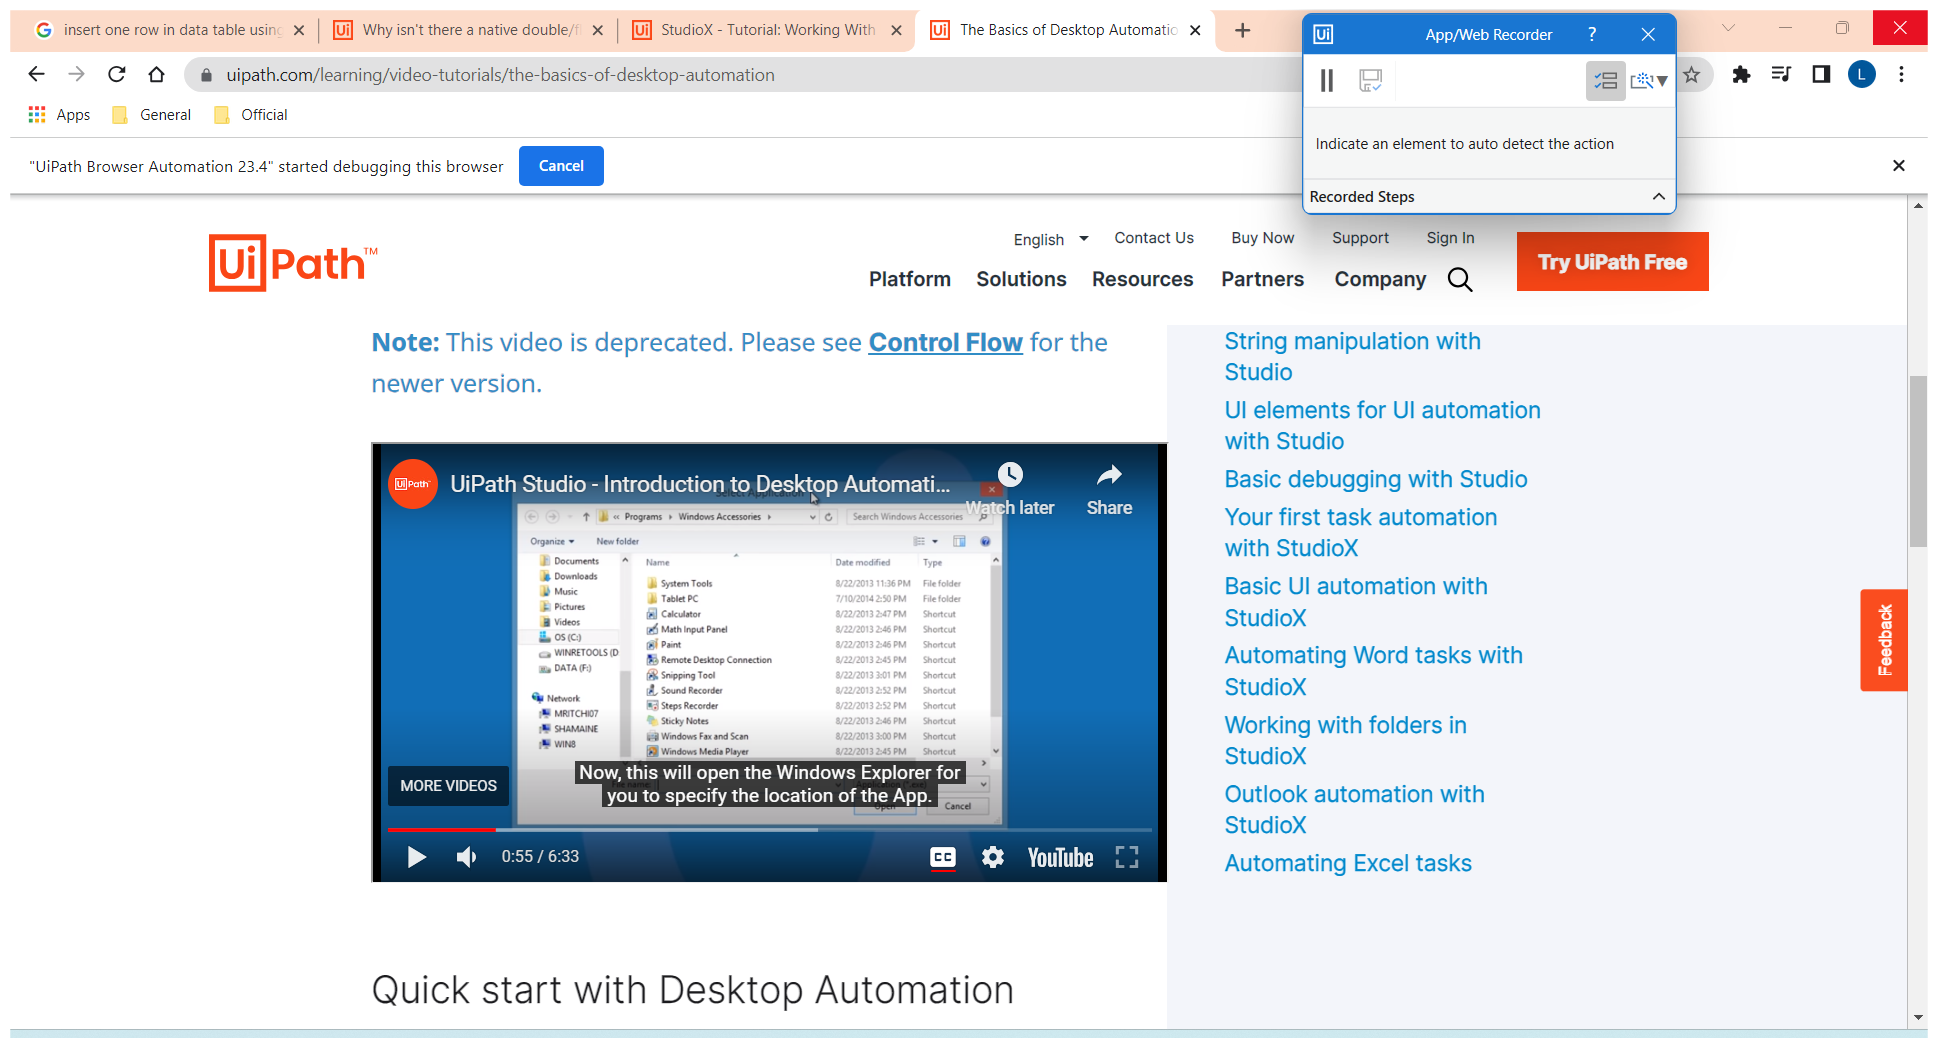 insert one row in data table using
Why isn't there a native double/f
StudioX - Tutorial: Working With
The Basics of Desktop Automatio
Ui App/Web Recorder ?
uipath.com/learning/video-tutorials/the-basics-of-desktop-automation
L
Apps
General
Official
Indicate an element to auto detect the action
Recorded Steps
"UiPath Browser Automation 23.4" started debugging this browser
Cancel
UiPath™
English
Contact Us
Buy Now
Support
Sign In
Platform
Solutions
Resources
Partners
Company
Try UiPath Free
Note: This video is deprecated. Please see Control Flow for the
newer version.
UiPath
UiPath Studio - Introduction to Desktop Automati...
Watch later
Share
Select Application
« Programs › Windows Accessories ›
Search Windows Accessories
Organize
New folder
Documents
Downloads
Music
Pictures
Videos
OS (C:)
WINRETOOLS (D
DATA (F:)
Network
MRITCHI07
SHAMAINE
WIN8
Name Date modified Type
System Tools 8/22/2013 11:36 PM File folder
Tablet PC 7/10/2014 2:50 PM File folder
Calculator 8/22/2013 2:47 PM Shortcut
Math Input Panel 8/22/2013 2:46 PM Shortcut
Paint 8/22/2013 2:46 PM Shortcut
Remote Desktop Connection 8/22/2013 2:45 PM Shortcut
Snipping Tool 8/22/2013 3:01 PM Shortcut
Sound Recorder 8/22/2013 2:52 PM Shortcut
Steps Recorder 8/22/2013 2:52 PM Shortcut
Sticky Notes 8/22/2013 2:46 PM Shortcut
Windows Fax and Scan 8/22/2013 3:00 PM Shortcut
Windows Media Player 8/22/2013 2:45 PM Shortcut
Now, this will open the Windows Explorer for
you to specify the location of the App.
Open
Cancel
MORE VIDEOS
0:55 / 6:33
CC
YouTube
Quick start with Desktop Automation
String manipulation with
Studio
UI elements for UI automation
with Studio
Basic debugging with Studio
Your first task automation
with StudioX
Basic UI automation with
StudioX
Automating Word tasks with
StudioX
Working with folders in
StudioX
Outlook automation with
StudioX
Automating Excel tasks
Feedback